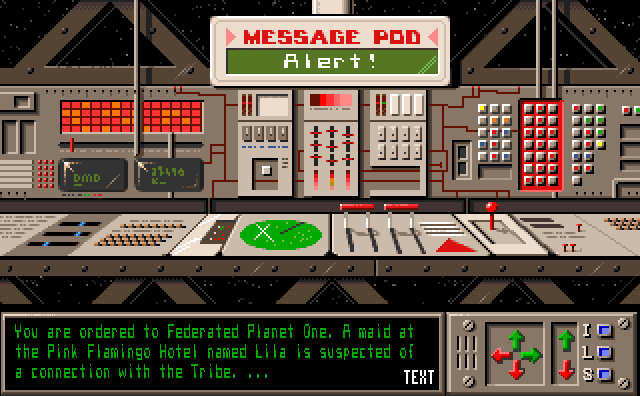 MESSAGE POD
Alert!
DMD
You are ordered to Federated Planet One. A maid at
the Pink Flamingo Hotel named Lila is suspected of
a connection with the Tribe. ...
TEXT
I
L
S